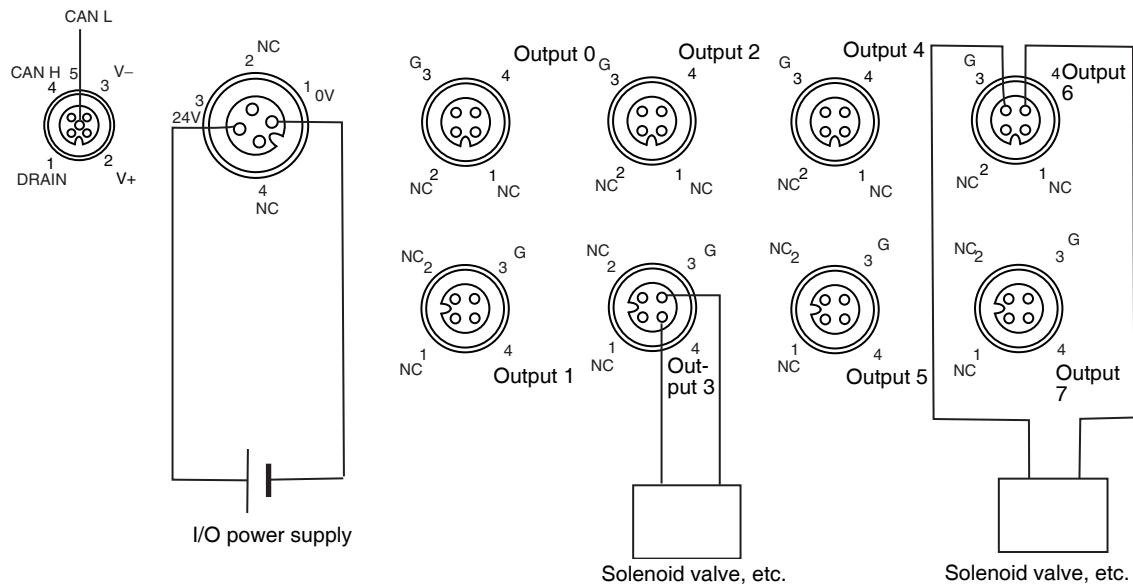 CAN L
CAN H
5
V–
4
3
1
2
DRAIN
V+
NC
2
3
1
0V
24V
4
NC
I/O power supply
Output 0
G
3
4
NC
2
1
NC
Output 2
G
3
4
NC
2
1
NC
Output 4
G
3
4
NC
2
1
NC
Output
6
G
3
4
NC
2
1
NC
NC
2
3
G
1
NC
4
Output 1
NC
2
3
G
1
NC
4
Out-
put 3
Solenoid valve, etc.
NC
2
3
G
1
NC
4
Output 5
NC
2
3
G
1
NC
4
Output
7
Solenoid valve, etc.